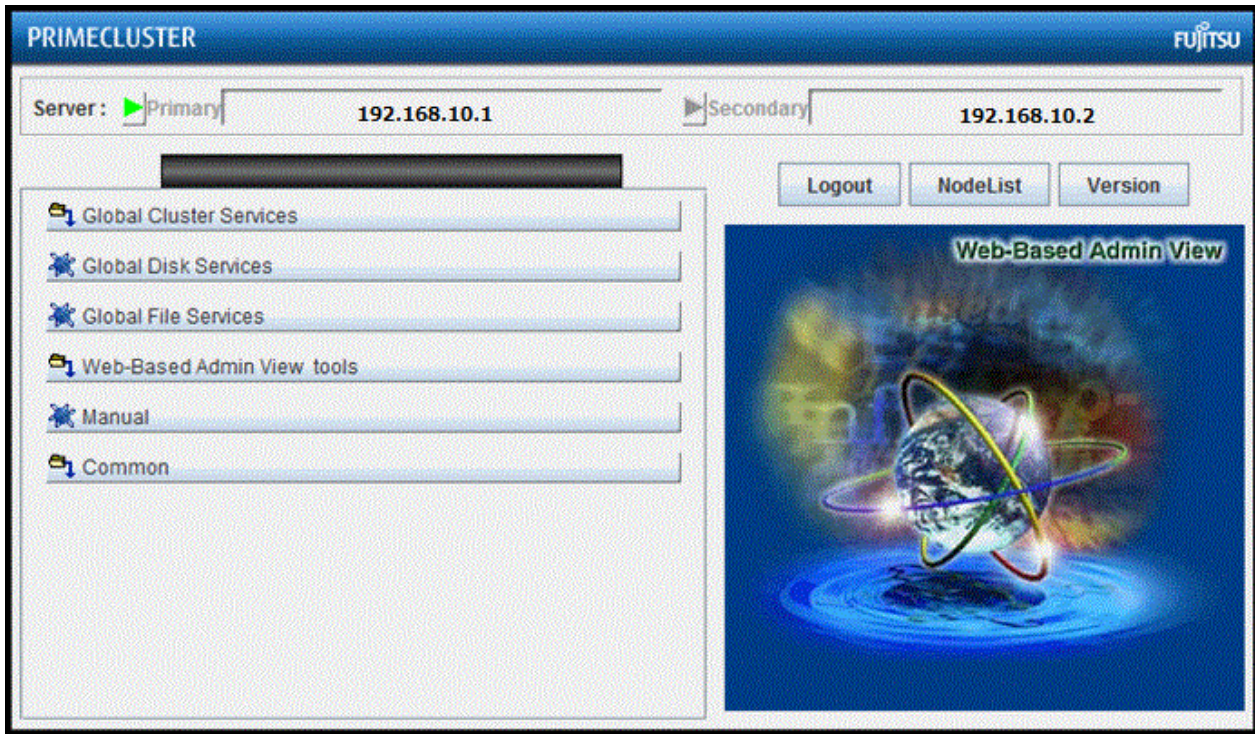 PRIMECLUSTER
FUJITSU
Server : Primary 192.168.10.1 Secondary 192.168.10.2
Logout NodeList Version
Global Cluster Services
Global Disk Services
Global File Services
Web-Based Admin View tools
Manual
Common
Web-Based Admin View